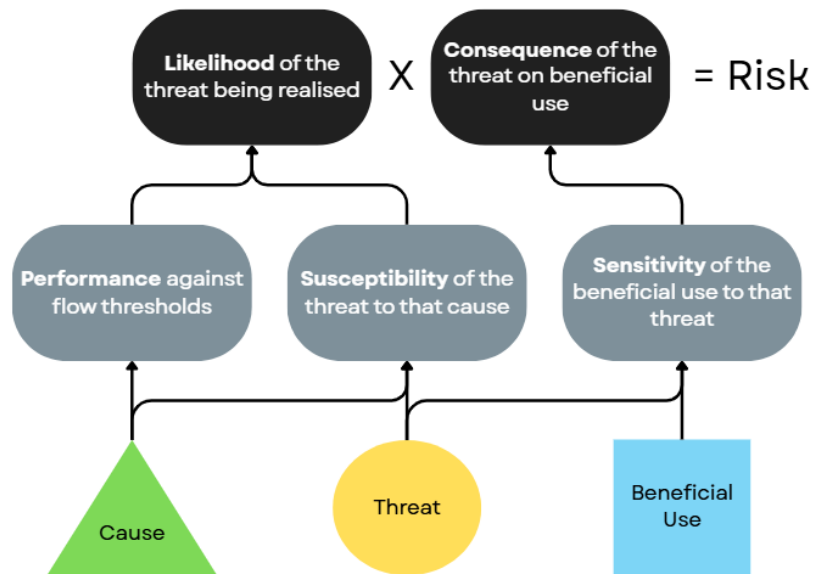 Likelihood of the
threat being realised
X
Consequence of the
threat on beneficial
use
= Risk
Performance against
flow thresholds
Susceptibility of the
threat to that cause
Sensitivity of the
beneficial use to that
threat
Cause
Threat
Beneficial
Use